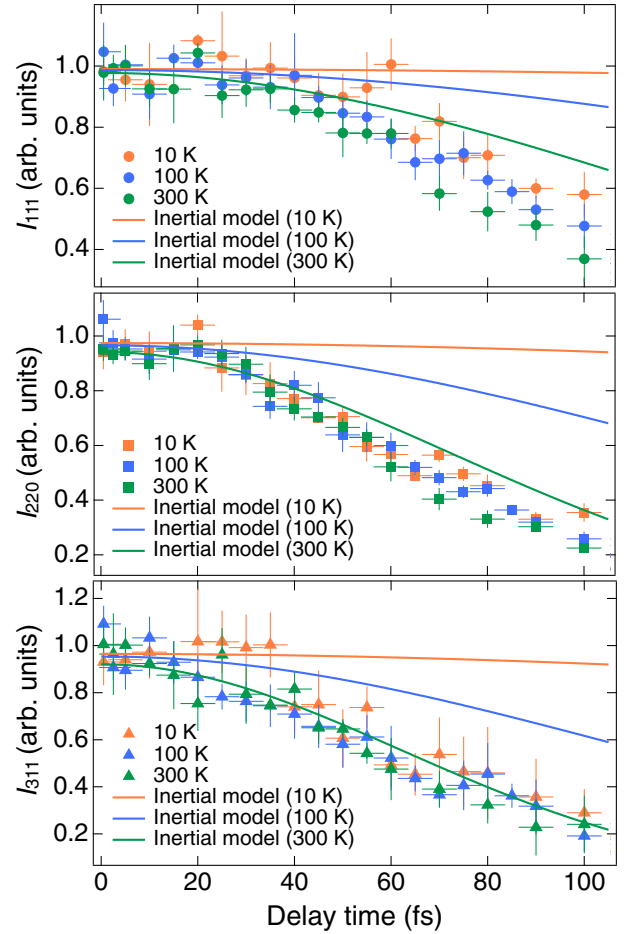 I111 (arb. units)
1.0
0.8
0.6
0.4
10 K
100 K
300 K
Inertial model (10 K)
Inertial model (100 K)
Inertial model (300 K)
I220 (arb. units)
1.0
0.8
0.6
0.4
0.2
10 K
100 K
300 K
Inertial model (10 K)
Inertial model (100 K)
Inertial model (300 K)
I311 (arb. units)
1.2
1.0
0.8
0.6
0.4
0.2
10 K
100 K
300 K
Inertial model (10 K)
Inertial model (100 K)
Inertial model (300 K)
0 20 40 60 80 100
Delay time (fs)